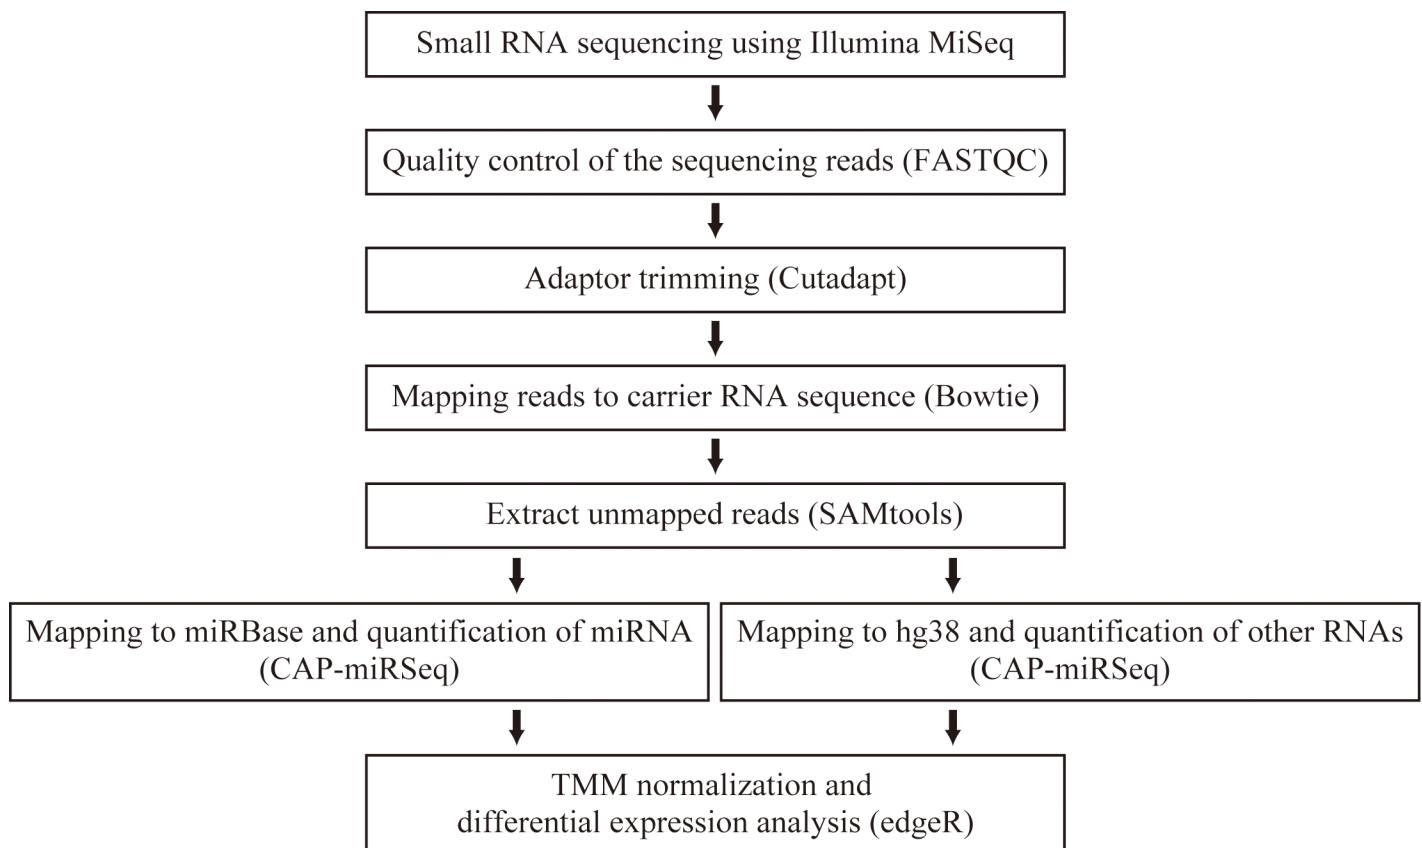 Small RNA sequencing using Illumina MiSeq
Quality control of the sequencing reads (FASTQC)
Adaptor trimming (Cutadapt)
Mapping reads to carrier RNA sequence (Bowtie)
Extract unmapped reads (SAMtools)
Mapping to miRBase and quantification of miRNA
(CAP-miRSeq)
Mapping to hg38 and quantification of other RNAs
(CAP-miRSeq)
TMM normalization and
differential expression analysis (edgeR)